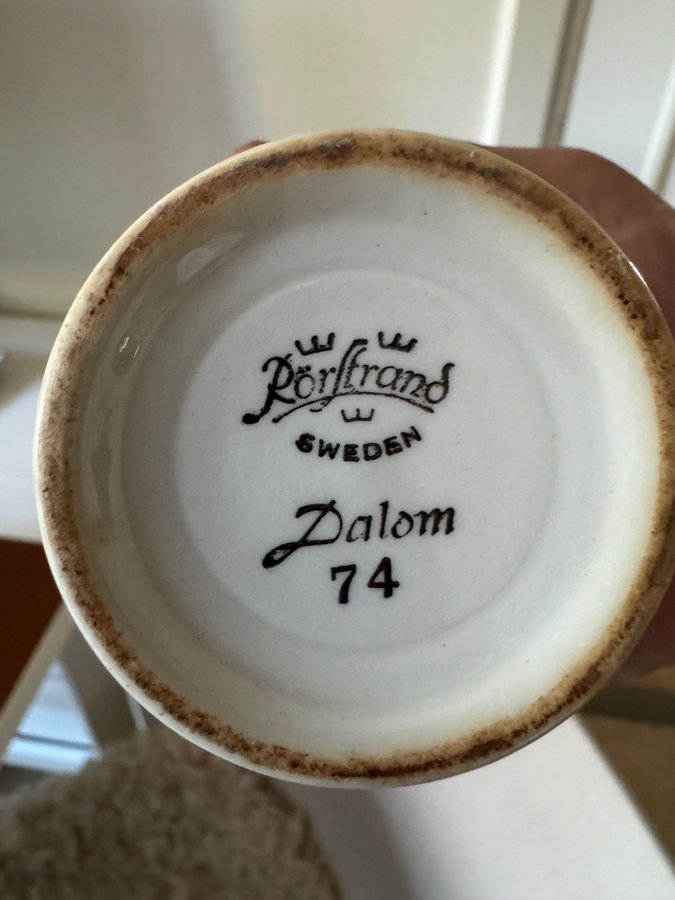 Rörstrand
SWEDEN
Dalom
74